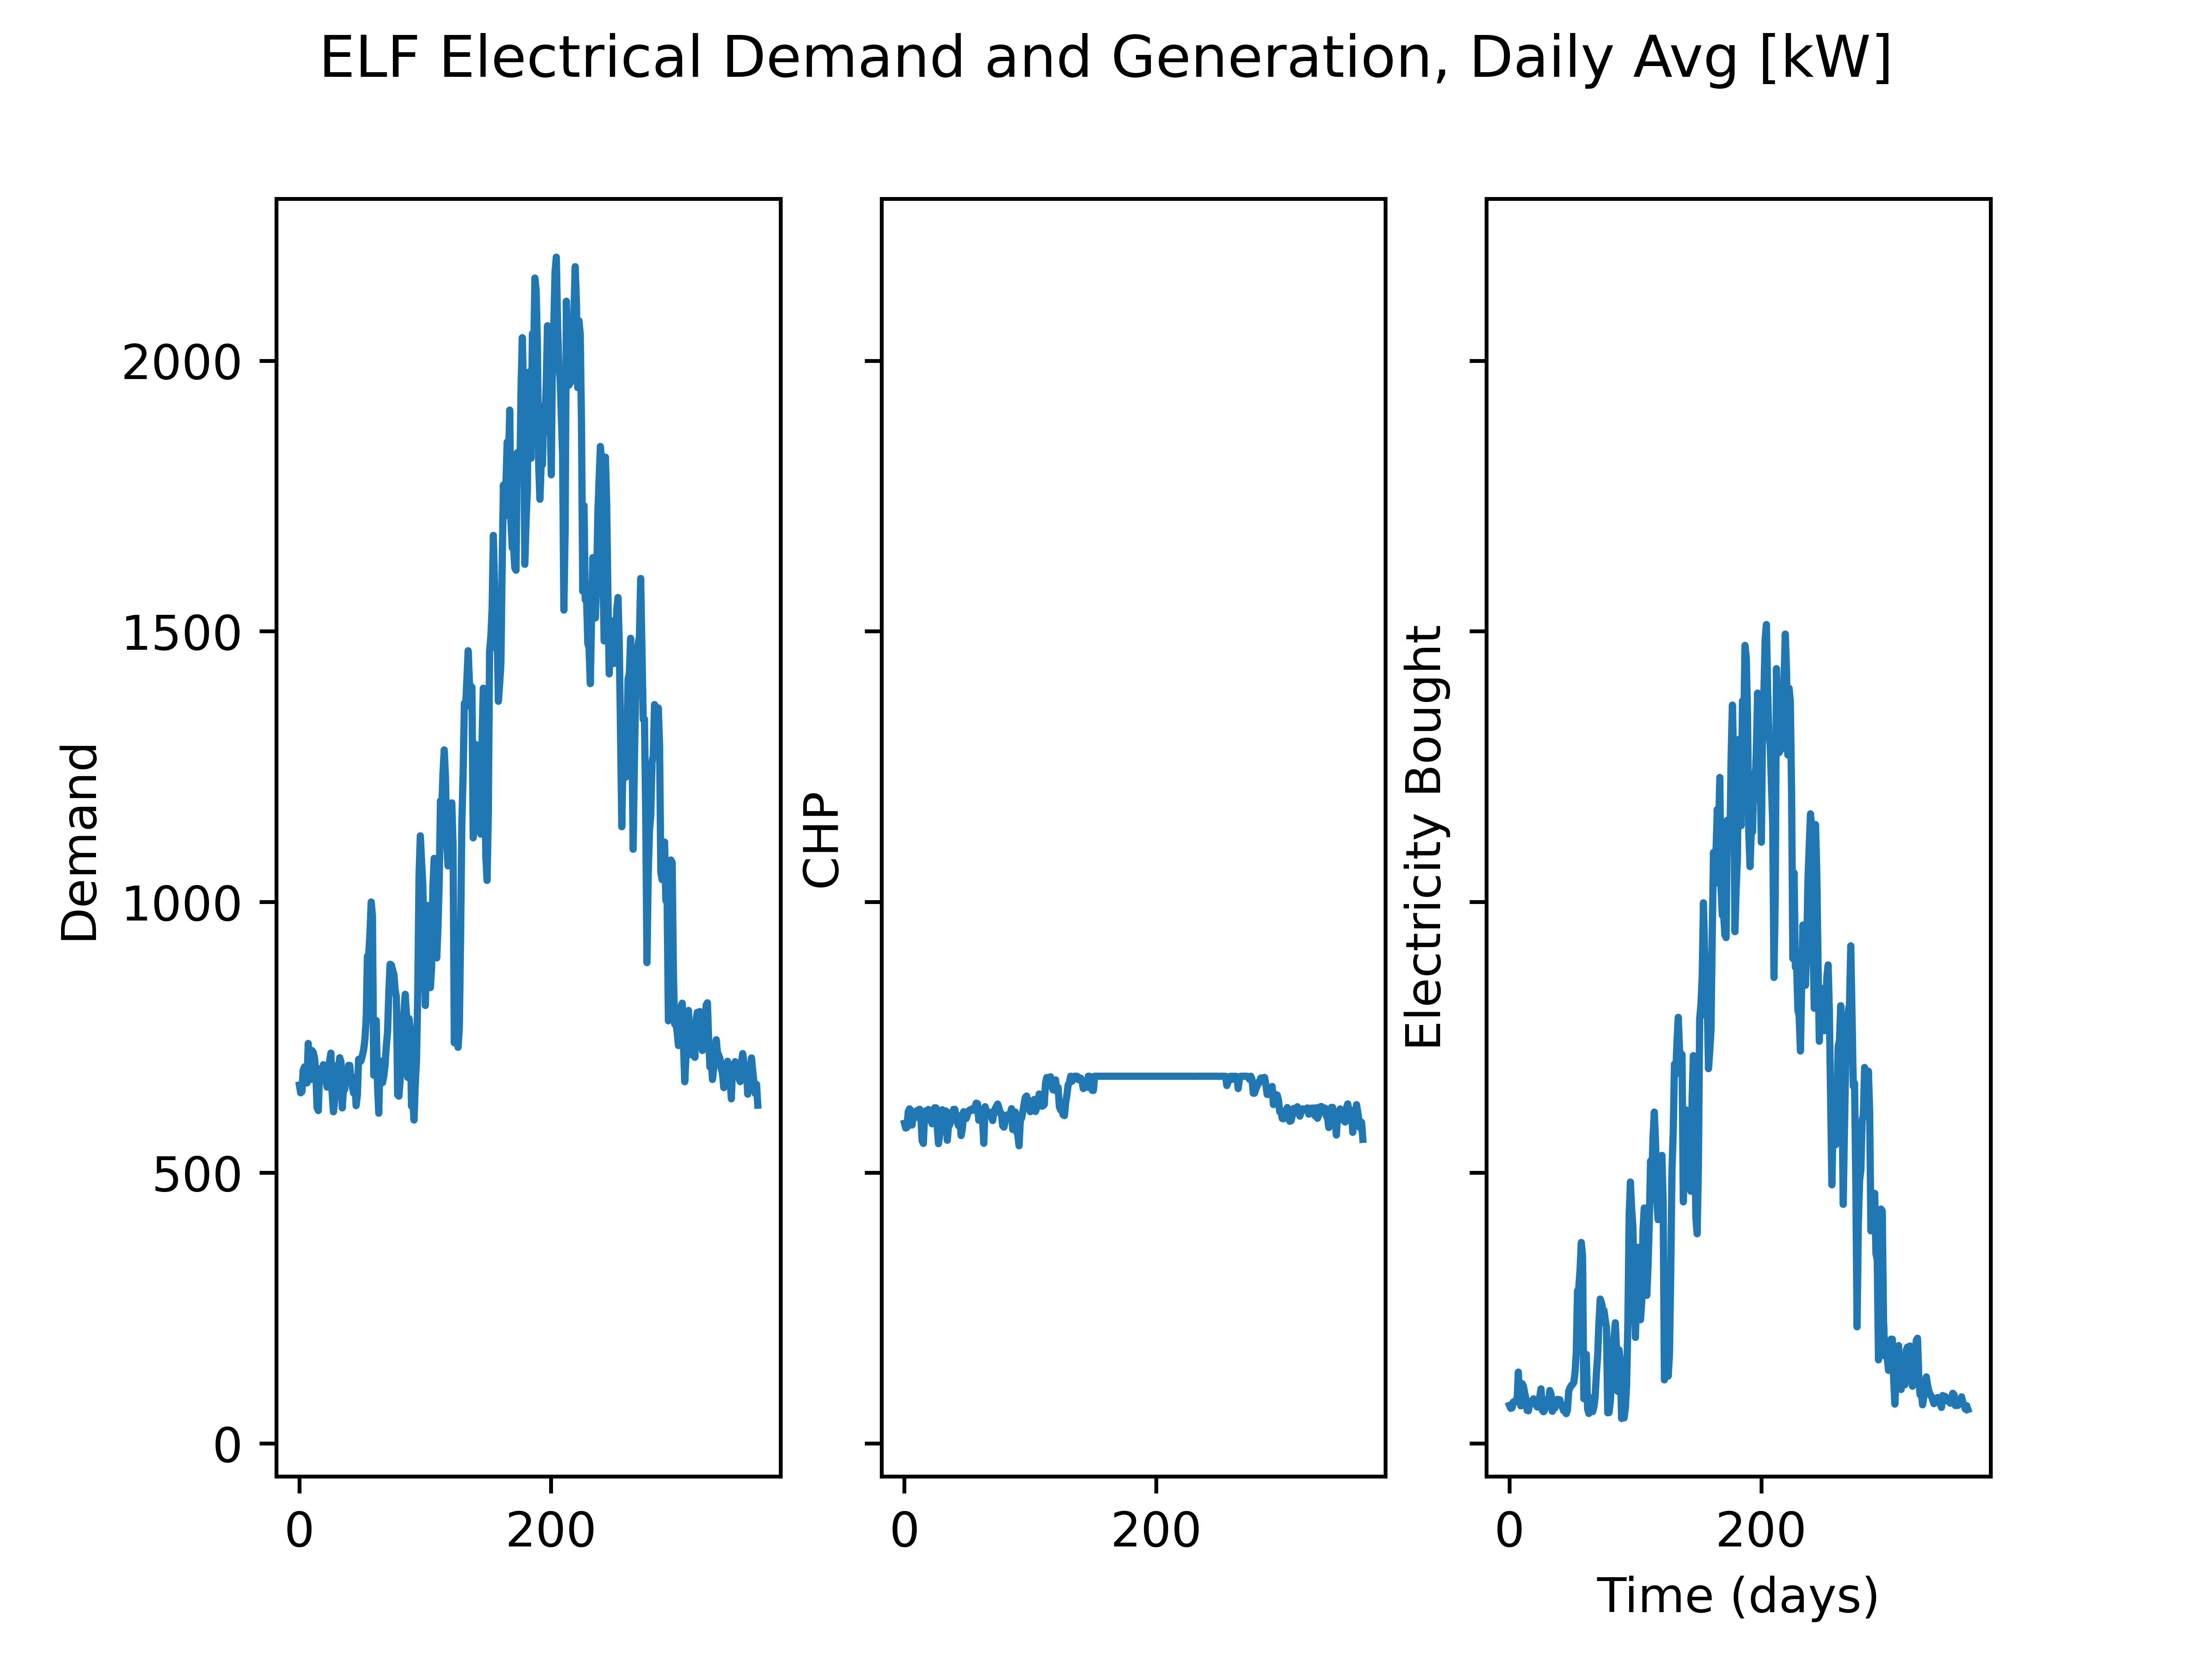 ELF Electrical Demand and Generation, Daily Avg [kW]
Demand
2000
1500
1000
500
0
0 200
CHP
0 200
Electricity Bought
0 200
Time (days)